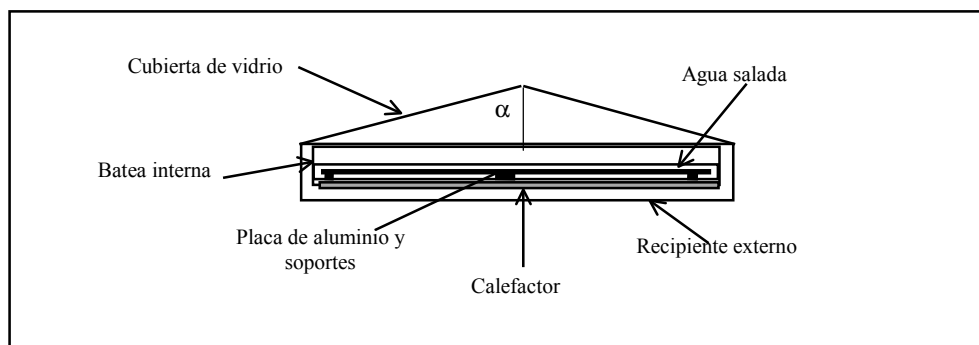 Cubierta de vidrio
Agua salada
α
Batea interna
Placa de aluminio y
soportes
Recipiente externo
Calefactor